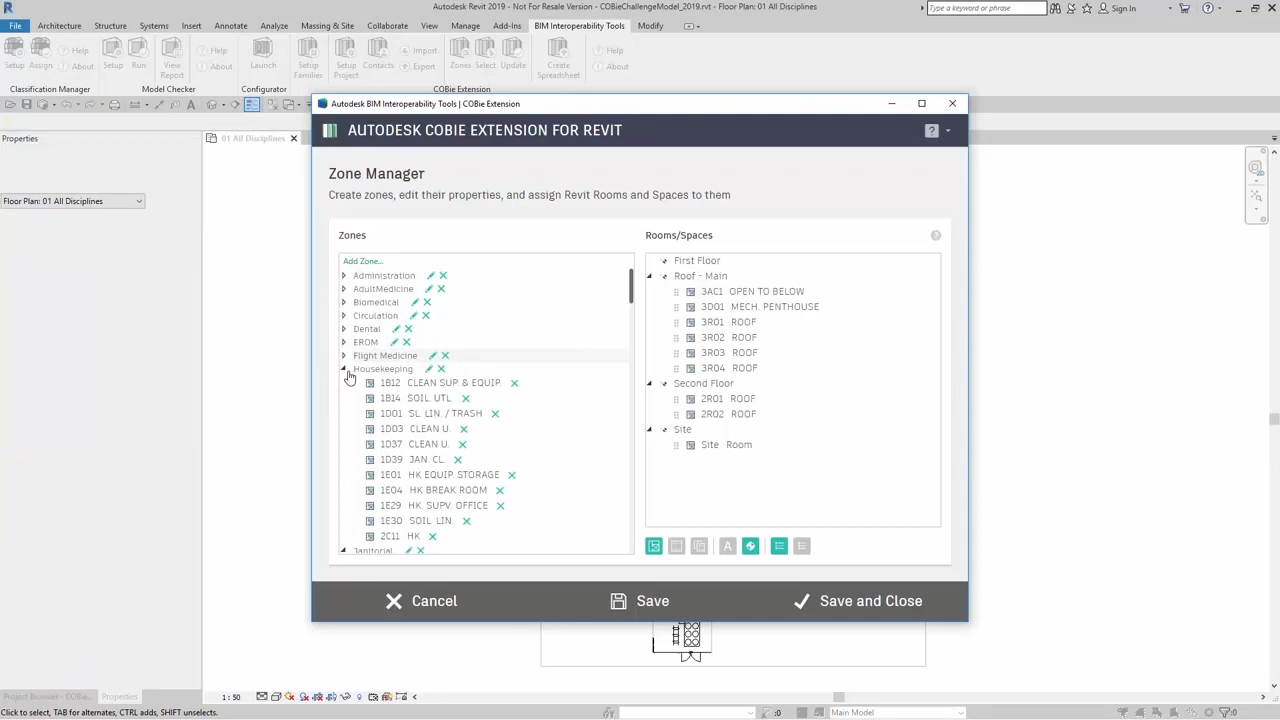 Autodesk Revit 2019 - Not For Resale Version - COBieChallengeModel_2019.rvt - Floor Plan: 01 All Disciplines
Type a keyword or phrase
Sign In
File Architecture Structure Systems Insert Annotate Analyze Massing & Site Collaborate View Manage Add-Ins BIM Interoperability Tools Modify
Setup Assign Help About
Setup Run View Report Help About
Launch
Setup Families Setup Project Contacts Import Export
Zones Select Update Create Spreadsheet Help About
Classification Manager Model Checker Configurator COBie Extension
Autodesk BIM Interoperability Tools | COBie Extension
AUTODESK COBIE EXTENSION FOR REVIT
?
Properties
01 All Disciplines
Floor Plan: 01 All Disciplines
Zone Manager
Create zones, edit their properties, and assign Revit Rooms and Spaces to them
Zones
Add Zone...
Administration
AdultMedicine
Biomedical
Circulation
Dental
EROM
Flight Medicine
Housekeeping
1B12 CLEAN SUP. & EQUIP.
1B14 SOIL. UTL.
1D01 SL. LIN. / TRASH
1D03 CLEAN U.
1D37 CLEAN U.
1D39 JAN. CL.
1E01 HK EQUIP. STORAGE
1E04 HK BREAK ROOM
1E29 HK. SUPV. OFFICE
1E30 SOIL. LIN.
2C11 HK
Janitorial
Rooms/Spaces
?
First Floor
Roof - Main
3AC1 OPEN TO BELOW
3D01 MECH. PENTHOUSE
3R01 ROOF
3R02 ROOF
3R03 ROOF
3R04 ROOF
Second Floor
2R01 ROOF
2R02 ROOF
Site
Site Room
A
Cancel
Save
Save and Close
Project Browser - COBie... Properties
1 : 50
Click to select, TAB for alternates, CTRL adds, SHIFT unselects.
:0
Main Model
:0